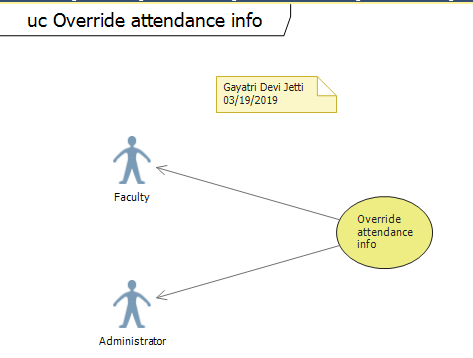 uc Override attendance info
Gayatri Devi Jetti
03/19/2019
Faculty
Override
attendance
info
Administrator